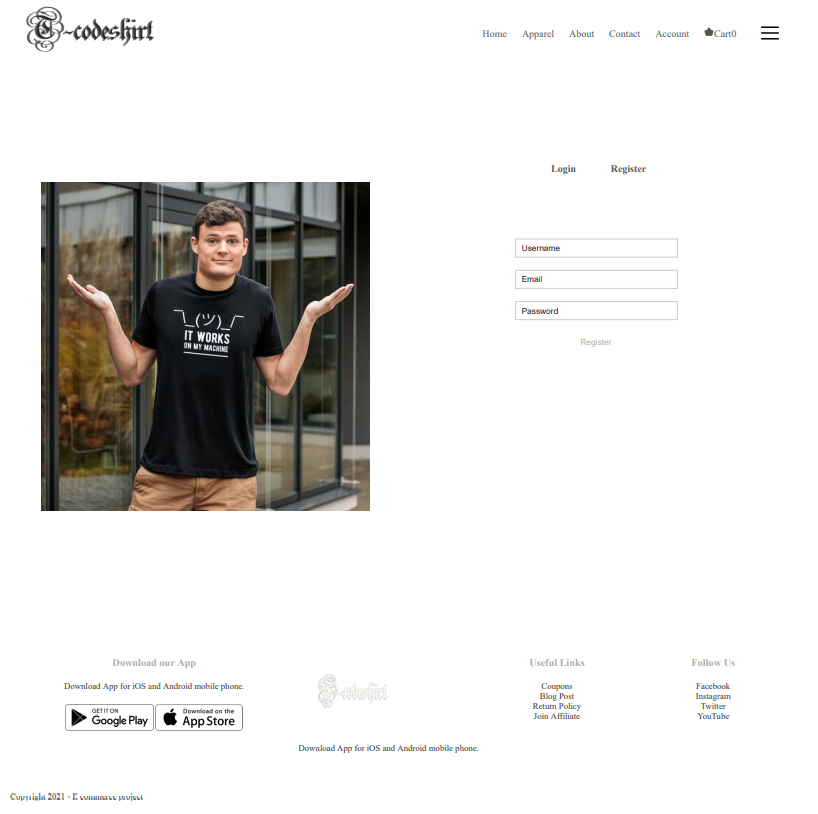 T-codeshirt
Home Apparel About Contact Account Cart0
Login Register
Username
Email
Password
Register
¯\_(ツ)_/¯
IT WORKS
ON MY MACHINE
Download our App
Download App for iOS and Android mobile phone.
GET IT ON
Google Play
Download on the
App Store
T-codeshirt
Download App for iOS and Android mobile phone.
Useful Links
Coupons
Blog Post
Return Policy
Join Affiliate
Follow Us
Facebook
Instagram
Twitter
YouTube
Copyright 2021 - E commerce project